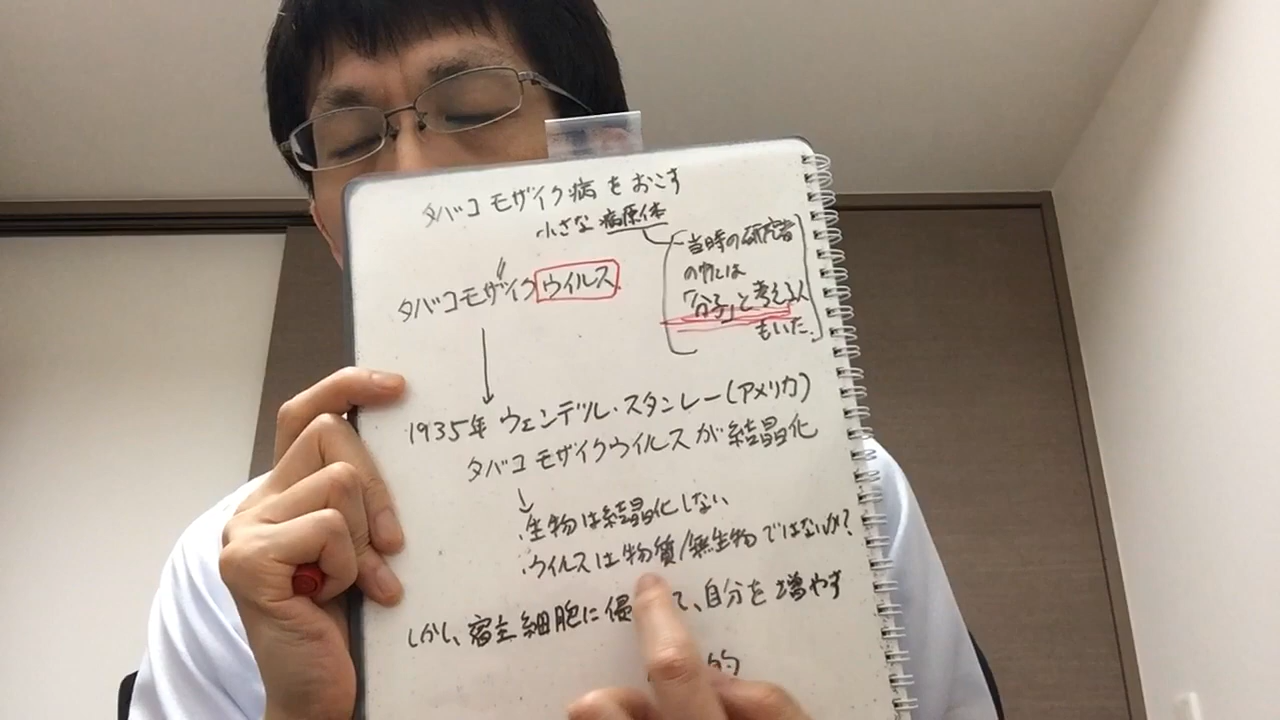 タバコモザイク病をおこす
小さな病原体
当時の研究者
の中には
「分子」と考える人
もいた.
〃
タバコモザイクウイルス
1935年 ウェンデル・スタンレー(アメリカ)
タバコモザイクウイルスが結晶化
・生物は結晶化しない
・ウイルスは物質/無生物ではないか?
しかし、宿主細胞に侵 て、自分を増やす
的